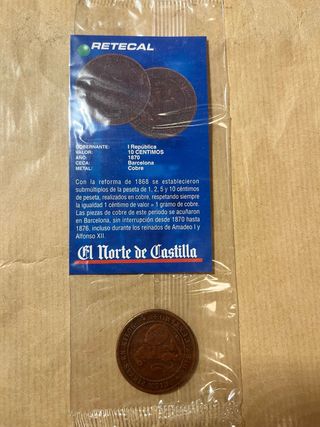 RETECAL
GOBERNANTE: I República
VALOR: 10 CENTIMOS
AÑO: 1870
CECA: Barcelona
METAL: Cobre
Con la reforma de 1868 se establecieron
submúltiplos de la peseta de 1, 2, 5 y 10 céntimos
de peseta, realizados en cobre, respetando siempre
la igualdad 1 céntimo de valor = 1 gramo de cobre.
Las piezas de cobre de este periodo se acuñaron
en Barcelona, sin interrupción desde 1870 hasta
1876, incluso durante los reinados de Amadeo I y
Alfonso XII.
El Norte de Castilla